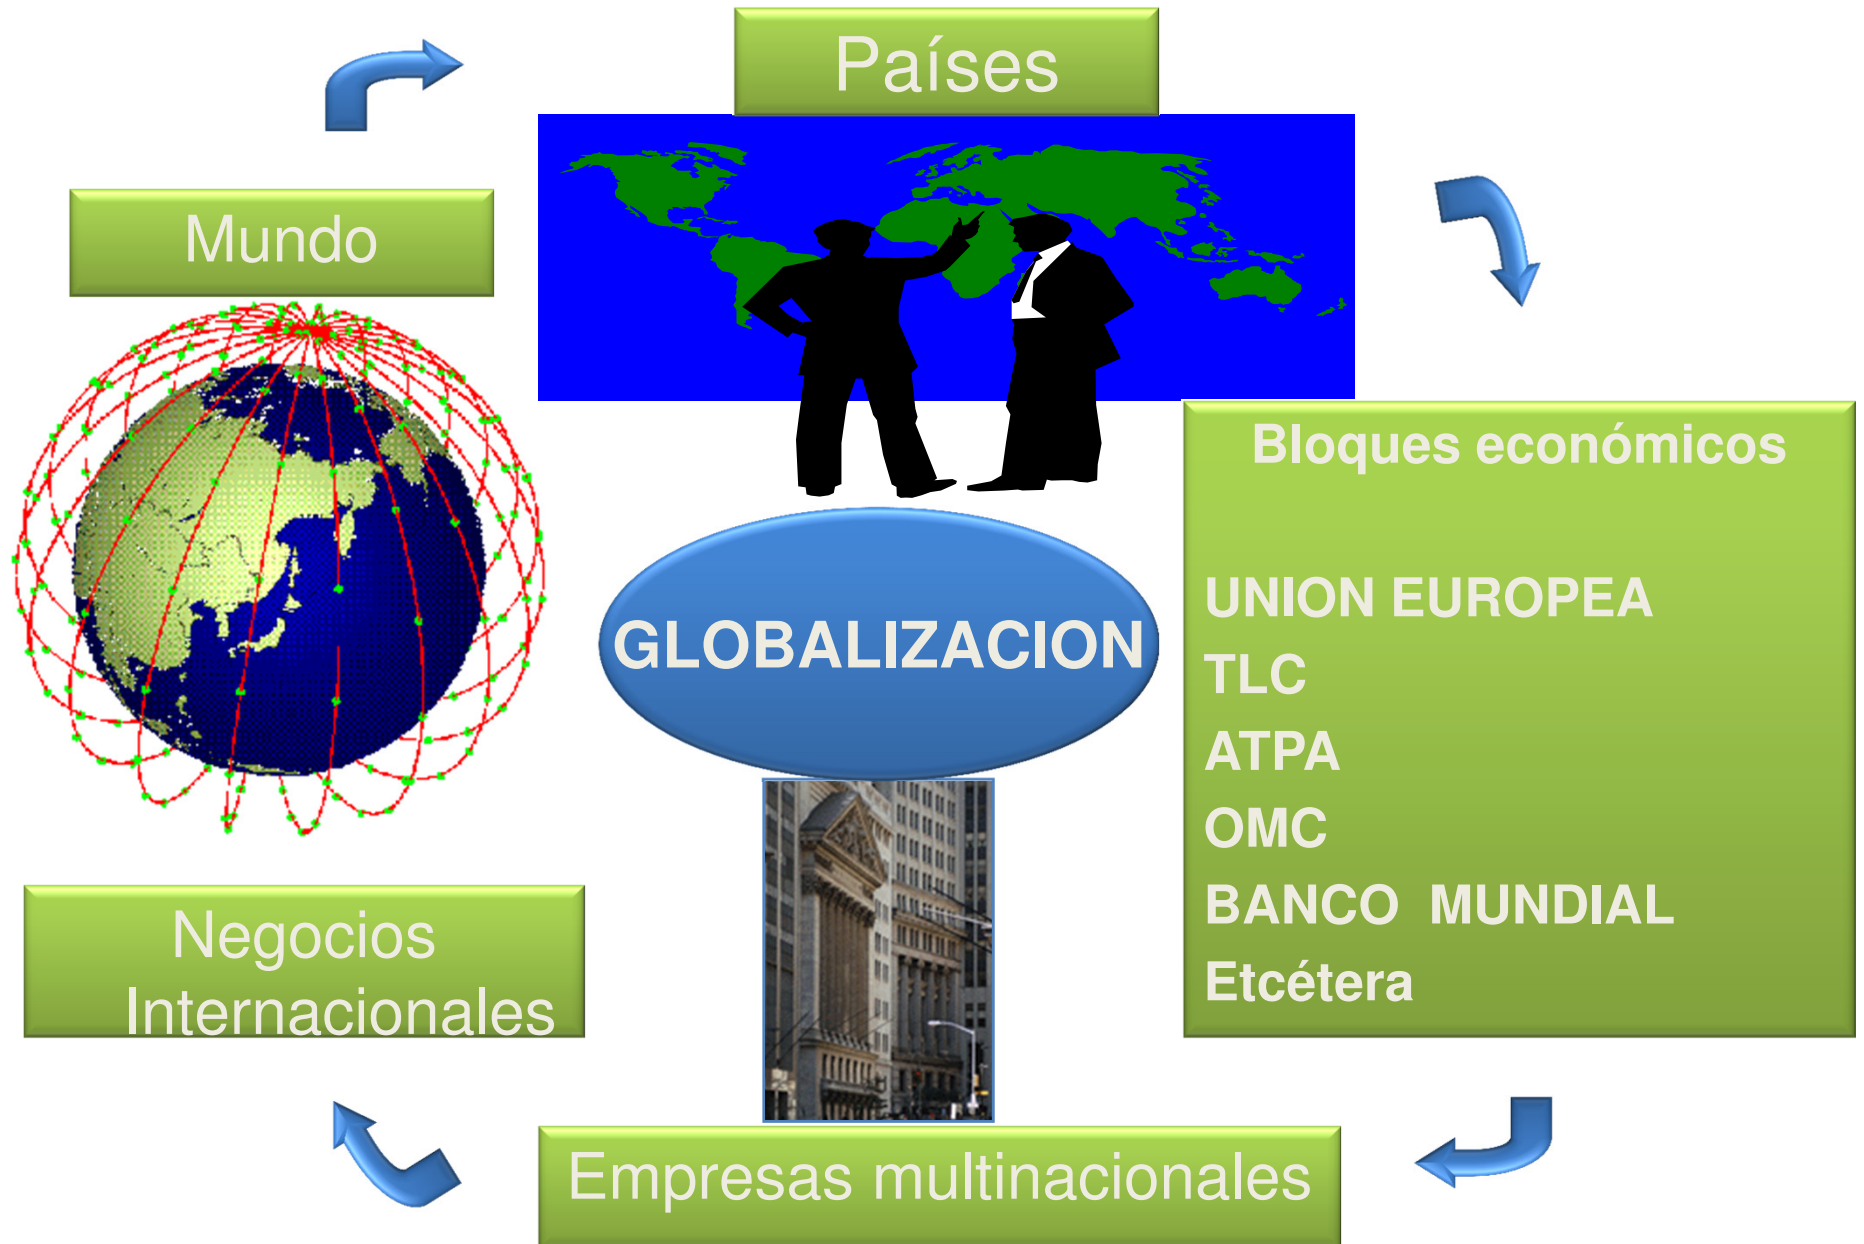 Países
Mundo
Bloques económicos
UNION EUROPEA
TLC
ATPA
OMC
BANCO MUNDIAL
Etcétera
GLOBALIZACION
Negocios
Internacionales
Empresas multinacionales